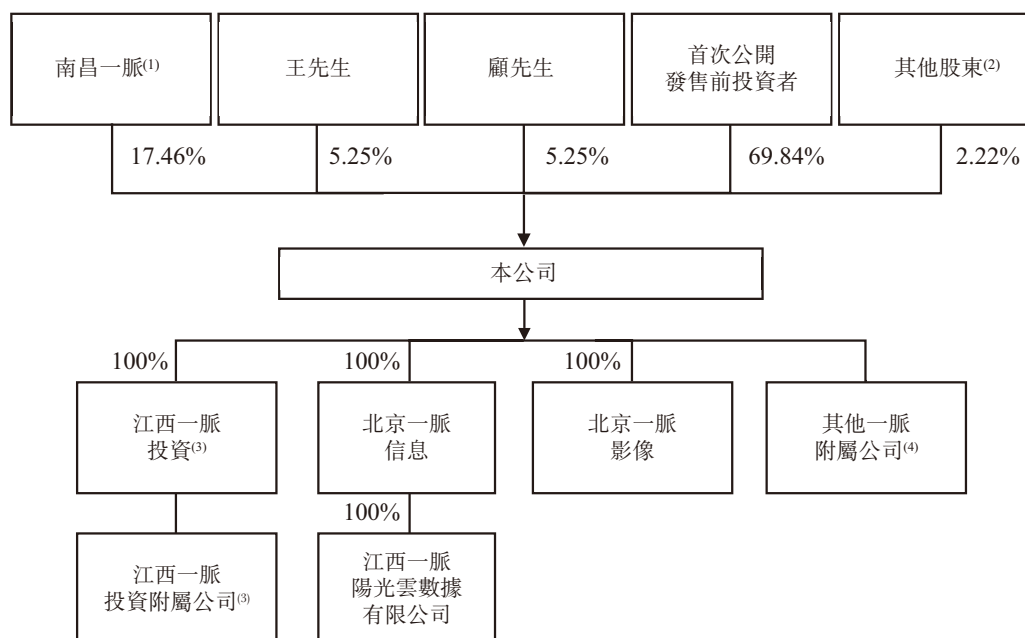 南昌一脈(1)
王先生
顧先生
首次公開
發售前投資者
其他股東(2)
17.46%
5.25%
5.25%
69.84%
2.22%
本公司
100%
100%
100%
江西一脈
投資(3)
北京一脈
信息
北京一脈
影像
其他一脈
附屬公司(4)
100%
江西一脈
投資附屬公司(3)
江西一脈
陽光雲數據
有限公司